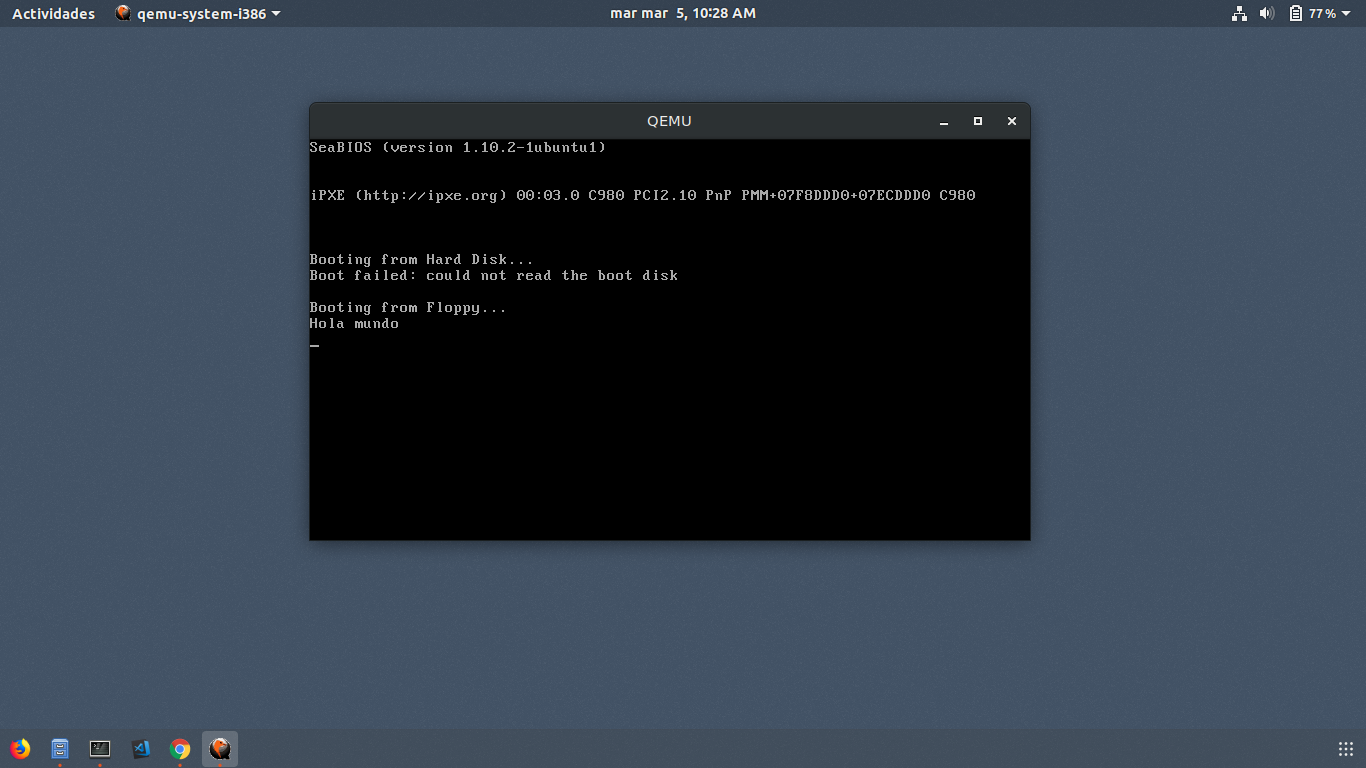 Actividades
qemu-system-i386
mar mar  5, 10:28 AM
77%
QEMU
SeaBIOS (version 1.10.2-1ubuntu1)
iPXE (http://ipxe.org) 00:03.0 C980 PCI2.10 PnP PMM+07F8DDD0+07ECDDD0 C980
Booting from Hard Disk...
Boot failed: could not read the boot disk
Booting from Floppy...
Hola mundo